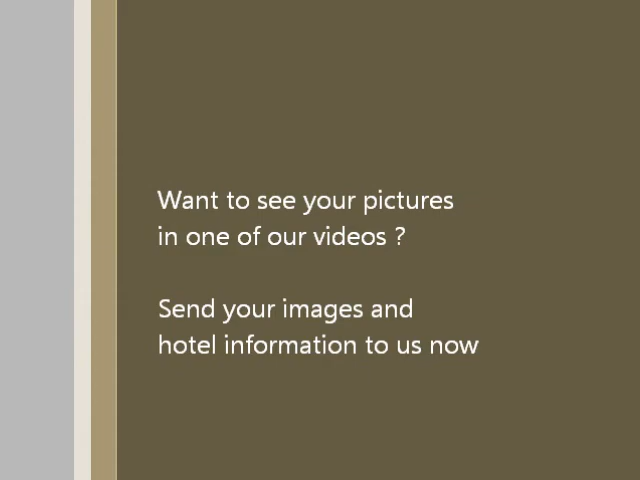 Want to see your pictures
in one of our videos ?
Send your images and
hotel information to us now